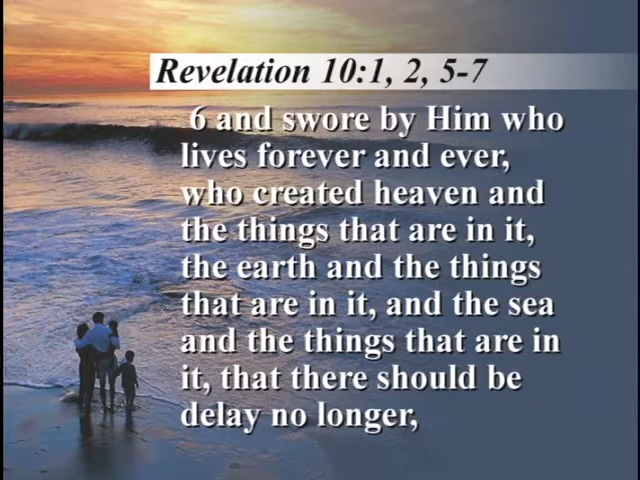 Revelation 10:1, 2, 5-7
6 and swore by Him who
lives forever and ever,
who created heaven and
the things that are in it,
the earth and the things
that are in it, and the sea
and the things that are in
it, that there should be
delay no longer,